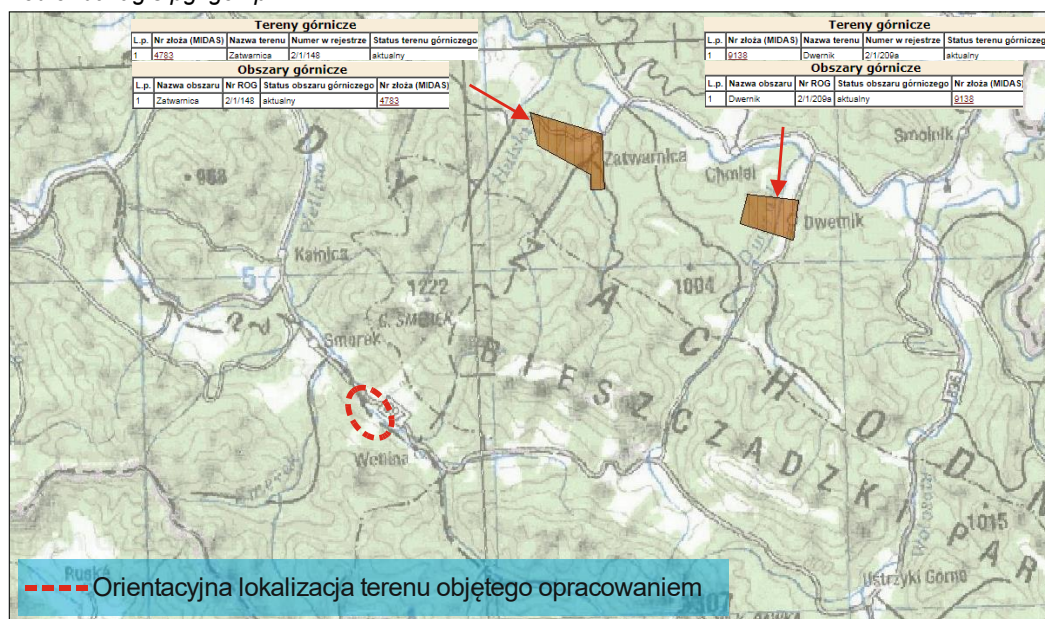 Tereny górnicze
L.p. Nr złoża (MIDAS) Nazwa terenu Numer w rejestrze Status terenu górniczego
1 4783 Zatwarnica 2/1/148 aktualny
Obszary górnicze
L.p. Nazwa obszaru Nr ROG Status obszaru górniczego Nr złoża (MIDAS)
1 Zatwarnica 2/1/148 aktualny 4783
Tereny górnicze
L.p. Nr złoża (MIDAS) Nazwa terenu Numer w rejestrze Status terenu górniczego
1 9138 Dwernik 2/1/209a aktualny
Obszary górnicze
L.p. Nazwa obszaru Nr ROG Status obszaru górniczego Nr złoża (MIDAS)
1 Dwernik 2/1/209a aktualny 9138
Smolnik
Zatwarnica
Chmiel
968
Dwernik
Kalnica
1222
1004
Smerek
BIESZCZADZKI PAR
ZACHODN
896
Wetlina
1015
Ustrzyki Górne
Orientacyjna lokalizacja terenu objętego opracowaniem